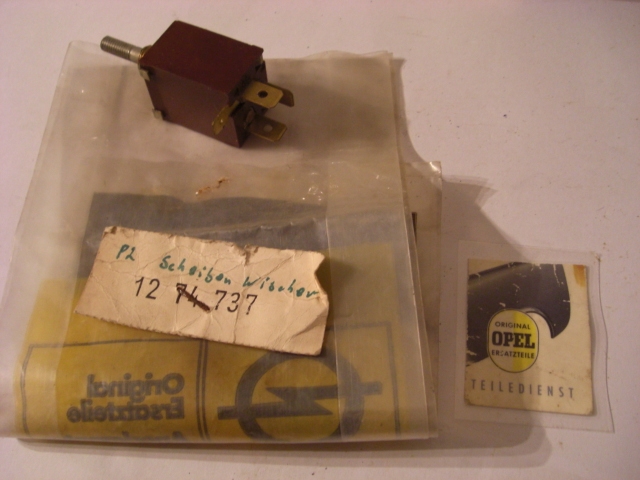 P2 Scheiben Wischer
12 74 737
Original
Ersatzteile
ORIGINAL
OPEL
ERSATZTEILE
TEILEDIENST